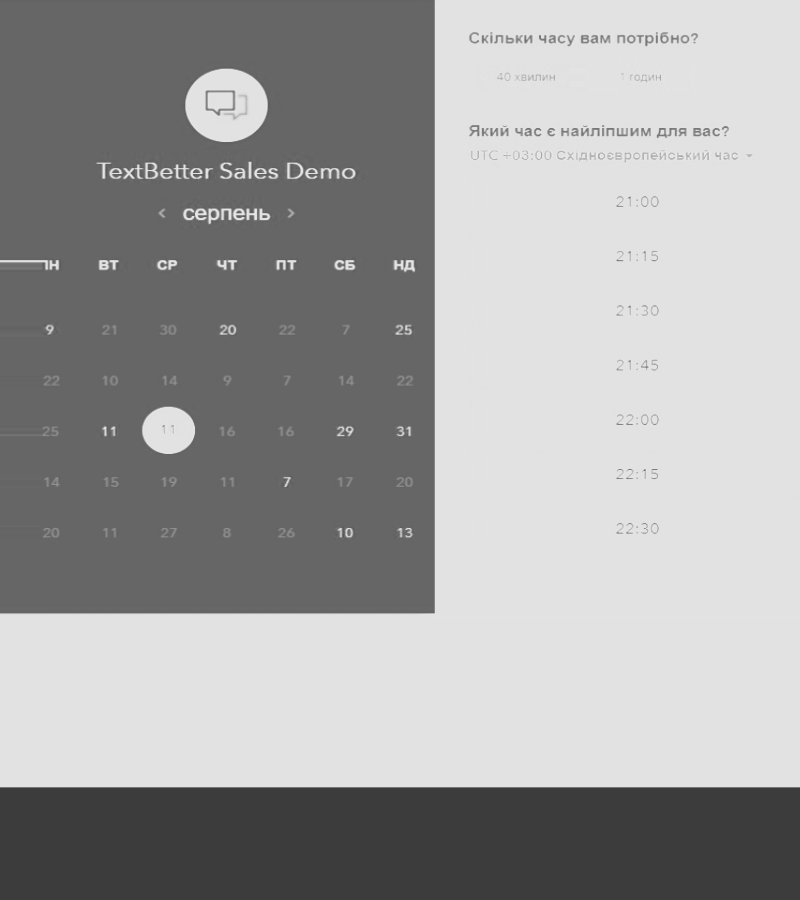 TextBetter Sales Demo
‹ серпень ›
ПН ВТ СР ЧТ ПТ СБ НД
9 21 30 20 22 7 25
22 10 14 9 7 14 22
25 11 11 16 16 29 31
14 15 19 11 7 17 20
20 11 27 8 26 10 13
Скільки часу вам потрібно?
40 хвилин 1 годин
Який час є найліпшим для вас?
UTC +03:00 Східноєвропейський час
21:00
21:15
21:30
21:45
22:00
22:15
22:30